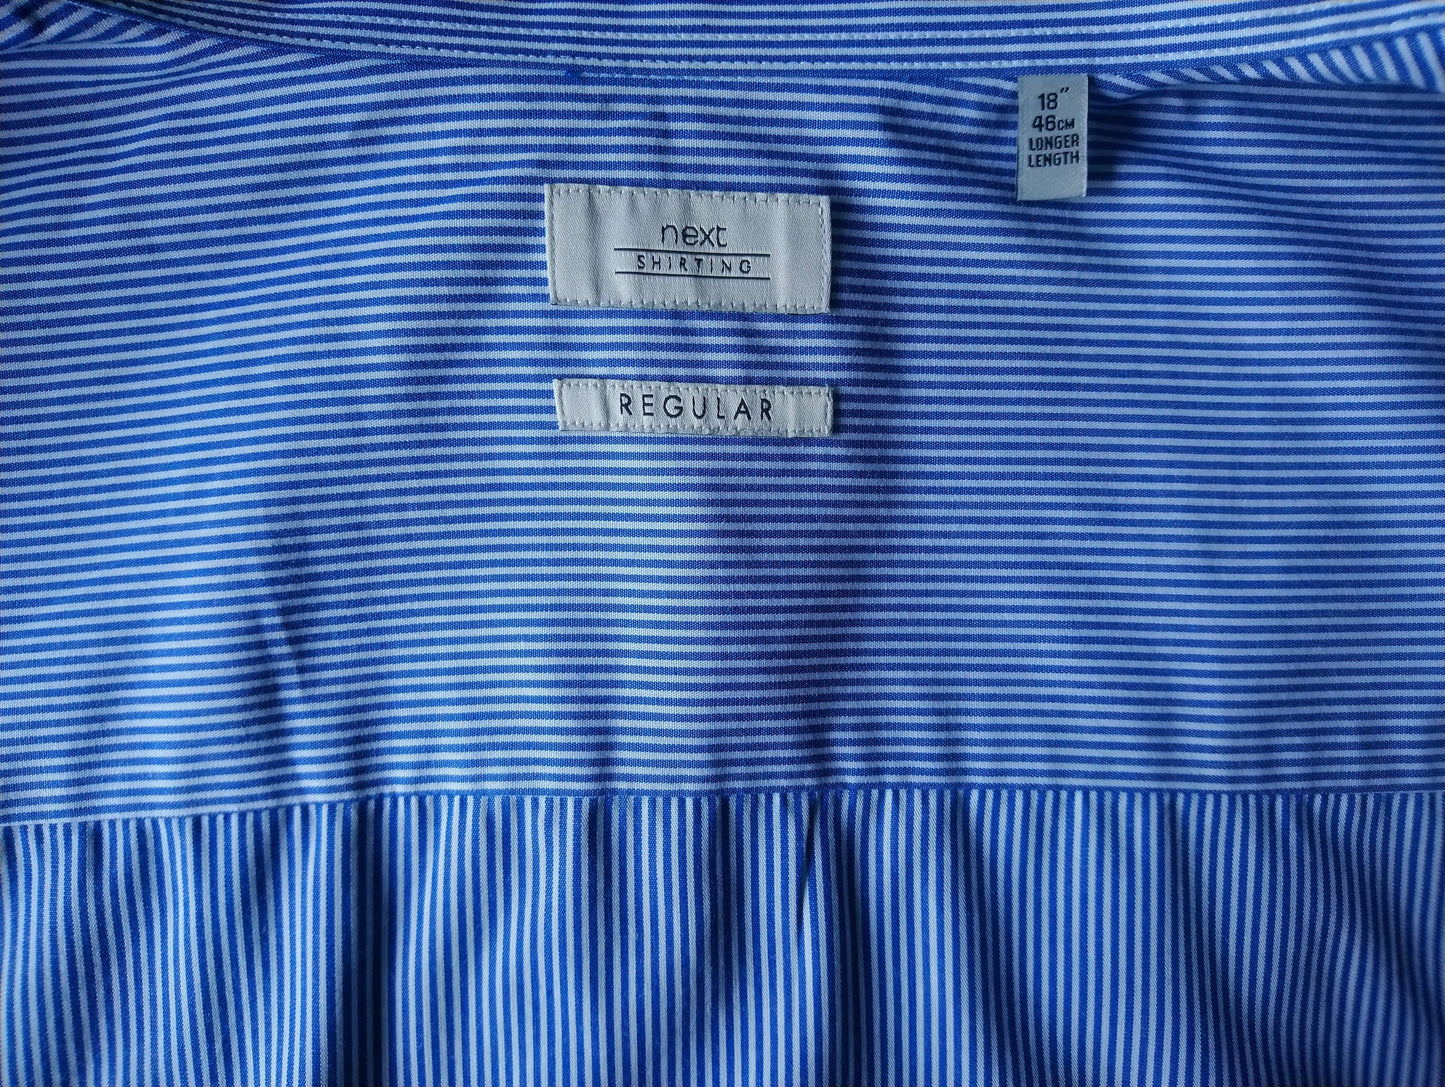 next
SHIRTING
REGULAR
18"
46CM
LONGER
LENGTH